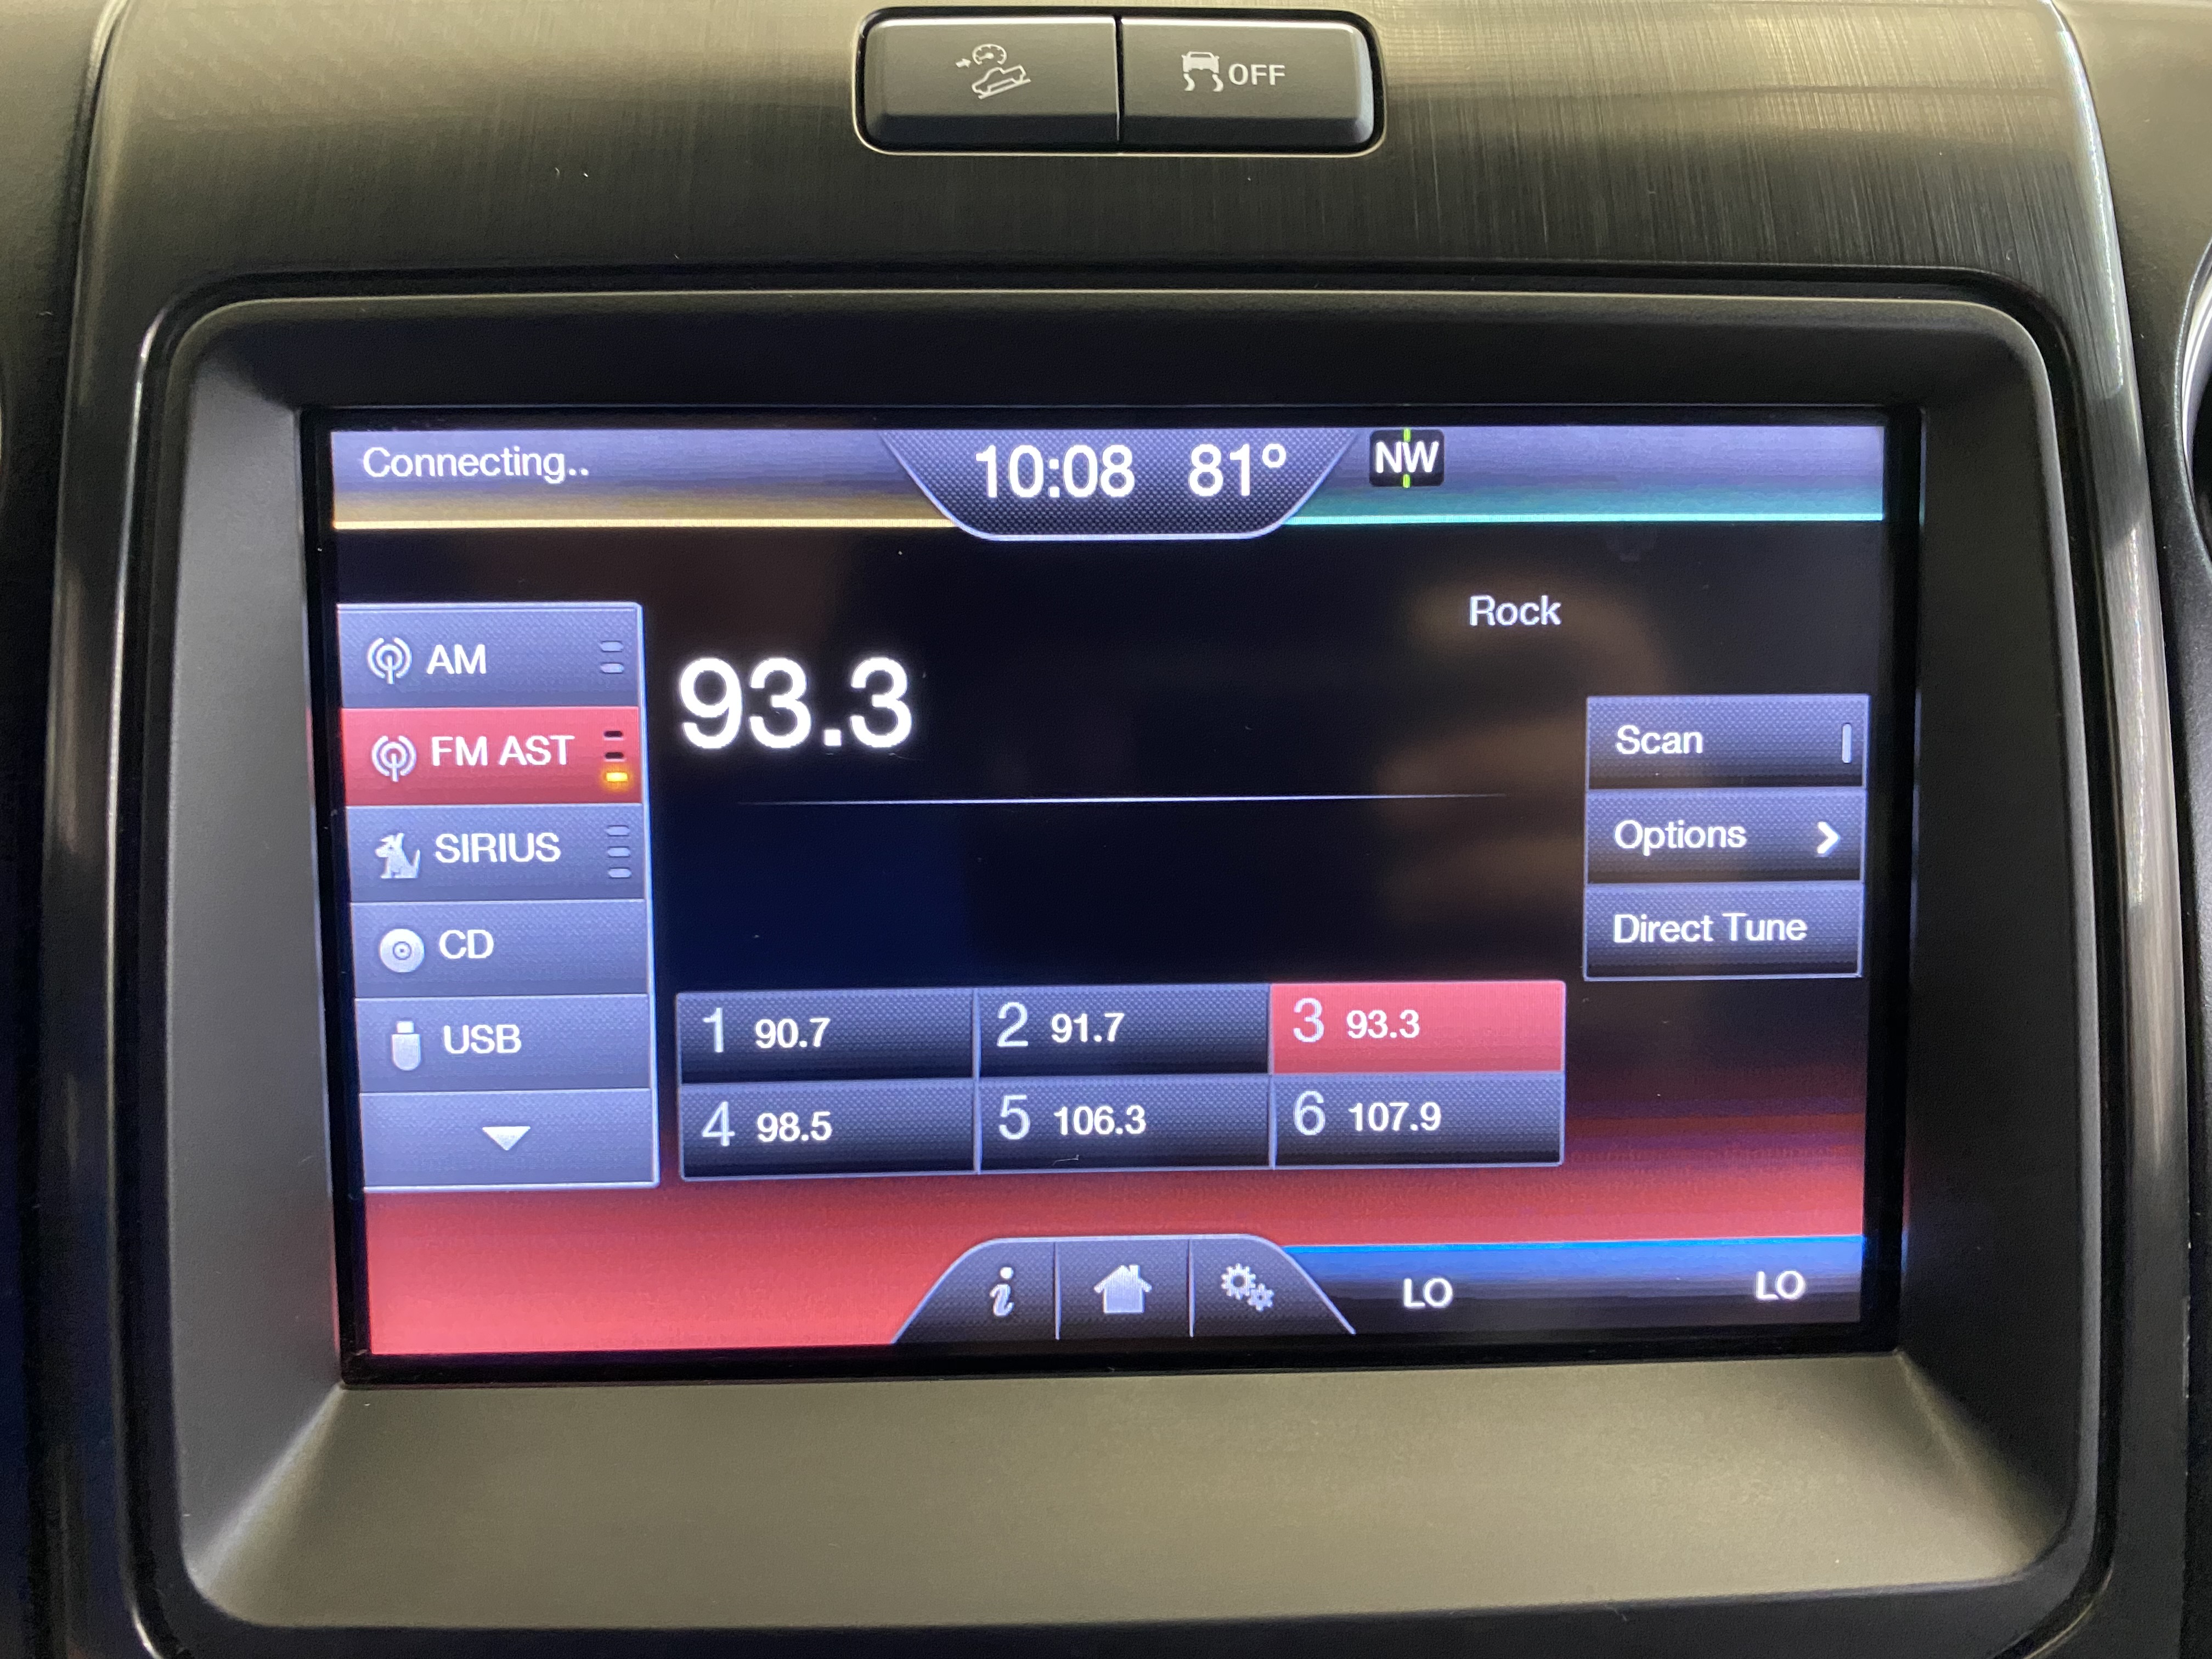 OFF
Connecting..
10:08 81º
NW
Rock
AM
FM AST
SIRIUS
CD
USB
93.3
Scan
Options
Direct Tune
1 90.7
2 91.7
3 93.3
4 98.5
5 106.3
6 107.9
i
LO
LO